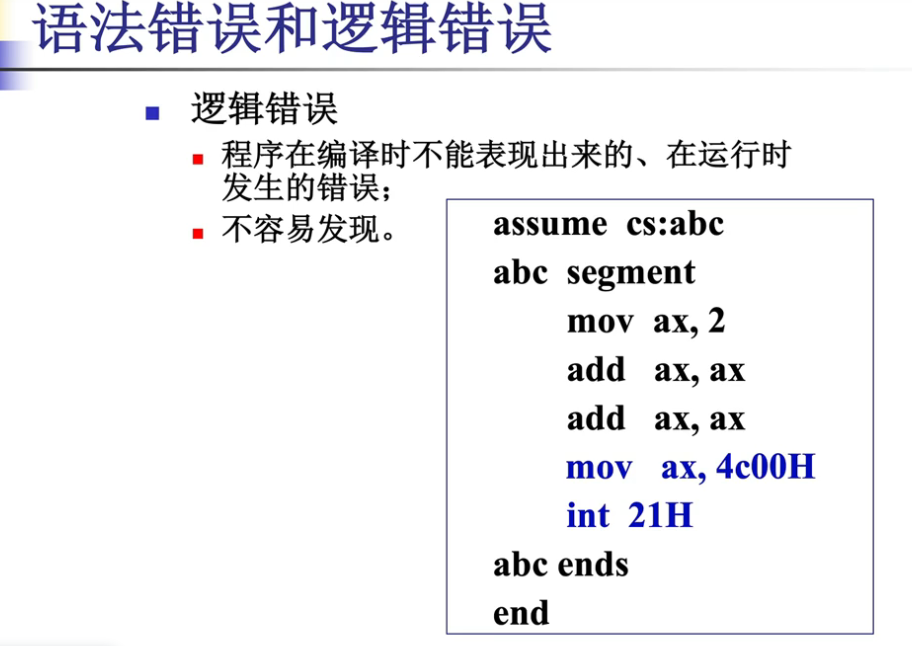 语法错误和逻辑错误
逻辑错误
程序在编译时不能表现出来的、在运行时
发生的错误；
不容易发现。
assume cs:abc
abc segment
mov ax, 2
add ax, ax
add ax, ax
mov ax, 4c00H
int 21H
abc ends
end